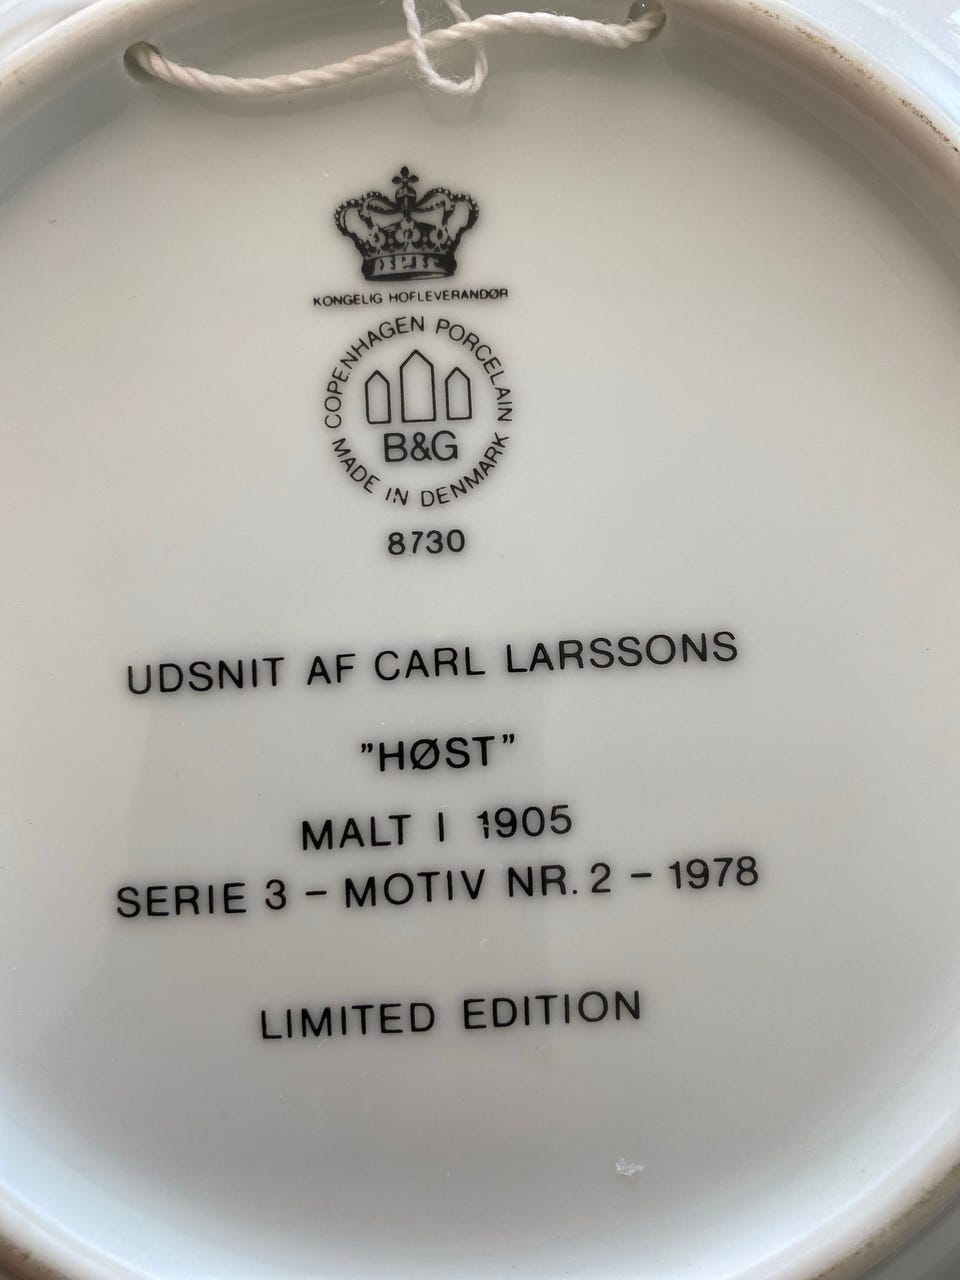 KONGELIG HOFLEVERANDØR
COPENHAGEN PORCELAIN
B&G
MADE IN DENMARK
8730
UDSNIT AF CARL LARSSONS
"HØST"
MALT I 1905
SERIE 3 - MOTIV NR. 2 - 1978
LIMITED EDITION